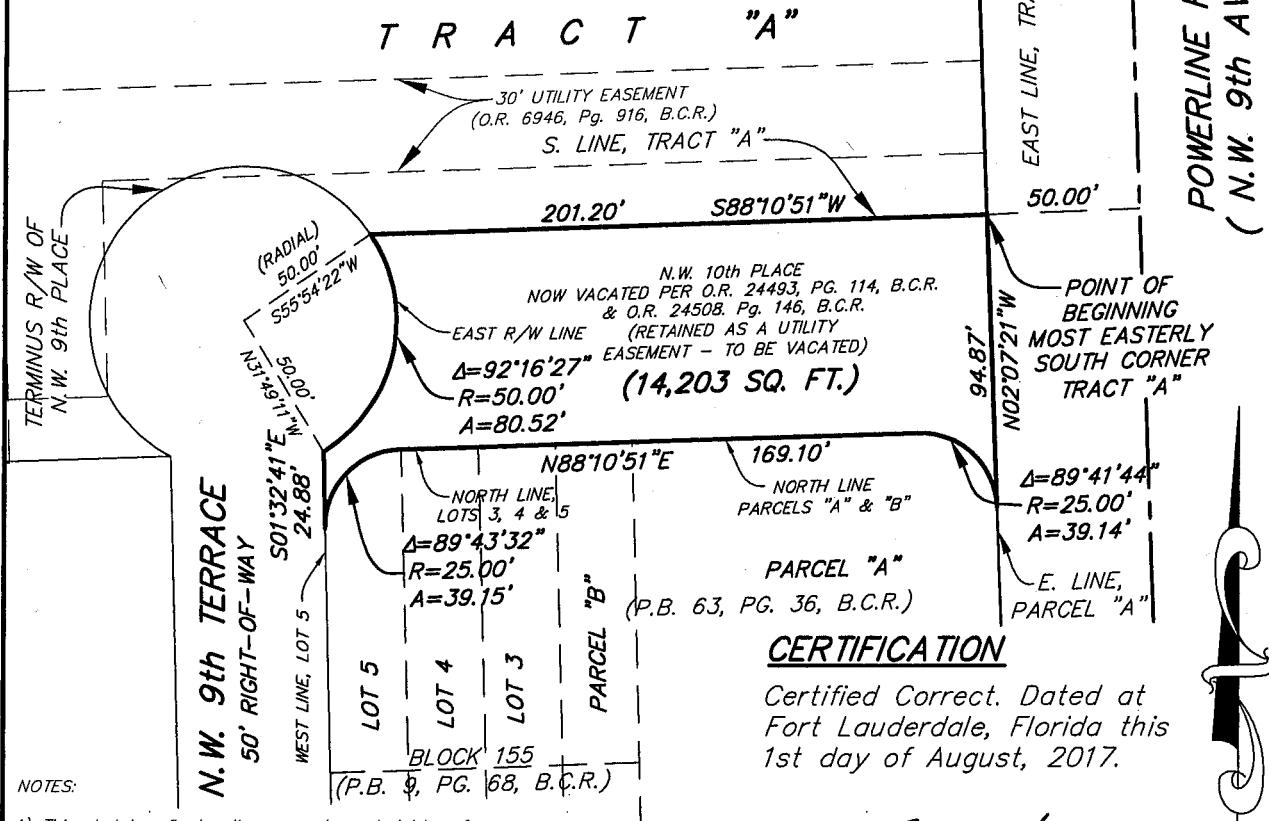 T R A C T "A"
30' UTILITY EASEMENT
(O.R. 6946, Pg. 916, B.C.R.)
S. LINE, TRACT "A"
EAST LINE,
POWERLINE
( N.W. 9th
TERMINUS R/W OF
N.W. 9th PLACE
(RADIAL)
50.00'
S55°54'22"W
201.20' S88°10'51"W
50.00'
N.W. 10th PLACE
NOW VACATED PER O.R. 24493, PG. 114, B.C.R.
& O.R. 24508. Pg. 146, B.C.R.
(RETAINED AS A UTILITY
EASEMENT – TO BE VACATED)
(14,203 SQ. FT.)
EAST R/W LINE
Δ=92°16'27"
R=50.00'
A=80.52'
50.00'
N31°49'11"W
94.87'
N02°07'21"W
POINT OF
BEGINNING
MOST EASTERLY
SOUTH CORNER
TRACT "A"
S01°32'41"E
24.88'
N88°10'51"E 169.10'
NORTH LINE,
LOTS 3, 4 & 5
NORTH LINE
PARCELS "A" & "B"
Δ=89°43'32"
R=25.00'
A=39.15'
Δ=89°41'44"
R=25.00'
A=39.14'
N.W. 9th TERRACE
50' RIGHT-OF-WAY
WEST LINE, LOT 5
LOT 5
LOT 4
LOT 3
PARCEL "B"
PARCEL "A"
(P.B. 63, PG. 36, B.C.R.)
E. LINE,
PARCEL "A"
BLOCK 155
(P.B. 9, PG. 68, B.C.R.)
CERTIFICATION
Certified Correct. Dated at
Fort Lauderdale, Florida this
1st day of August, 2017.
NOTES: